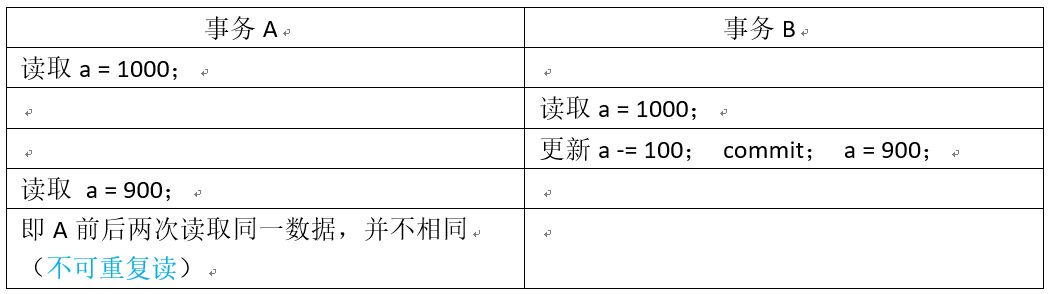 事务 A
事务 B
读取 a = 1000；
读取 a = 1000；
更新 a -= 100； commit； a = 900；
读取 a = 900；
即 A 前后两次读取同一数据，并不相同
（不可重复读）